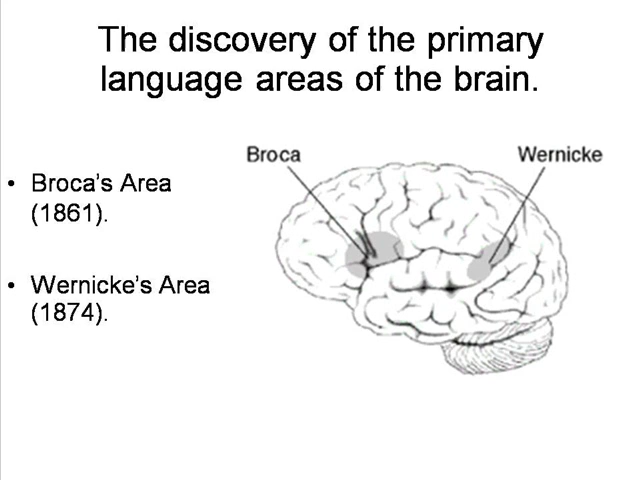 The discovery of the primary
language areas of the brain.
Broca Wernicke
• Broca's Area
(1861).
• Wernicke's Area
(1874).